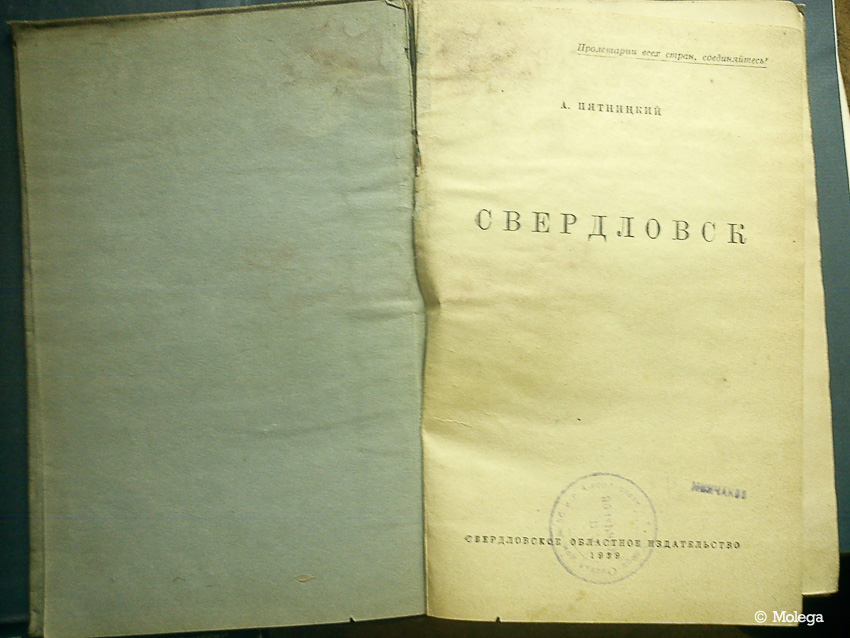 Пролетарии всех стран, соединяйтесь!
А. ПЯТНИЦКИЙ
СВЕРДЛОВСК
СВЕРДЛОВСКОЕ ОБЛАСТНОЕ ИЗДАТЕЛЬСТВО
1939
© Molega